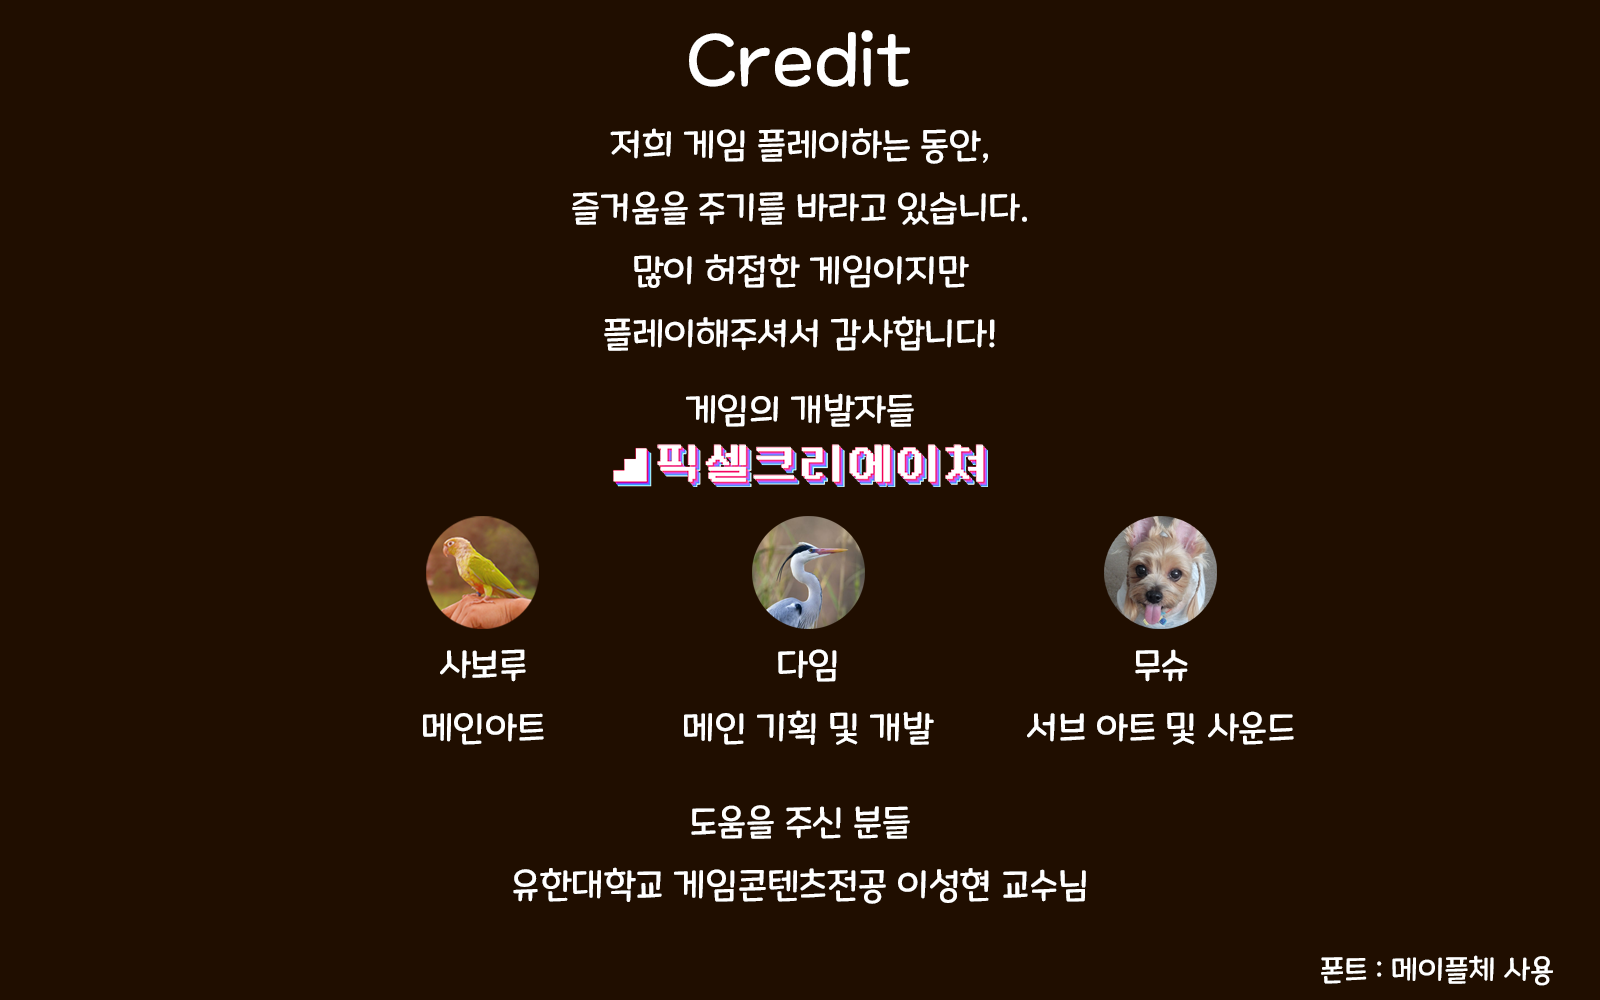 Credit
저희 게임 플레이하는 동안,
즐거움을 주기를 바라고 있습니다.
많이 허접한 게임이지만
플레이해주셔서 감사합니다!
게임의 개발자들
픽셀크리에이쳐
사보루 다임 무슈
메인아트 메인 기획 및 개발 서브 아트 및 사운드
도움을 주신 분들
유한대학교 게임콘텐츠전공 이성현 교수님
폰트 : 메이플체 사용